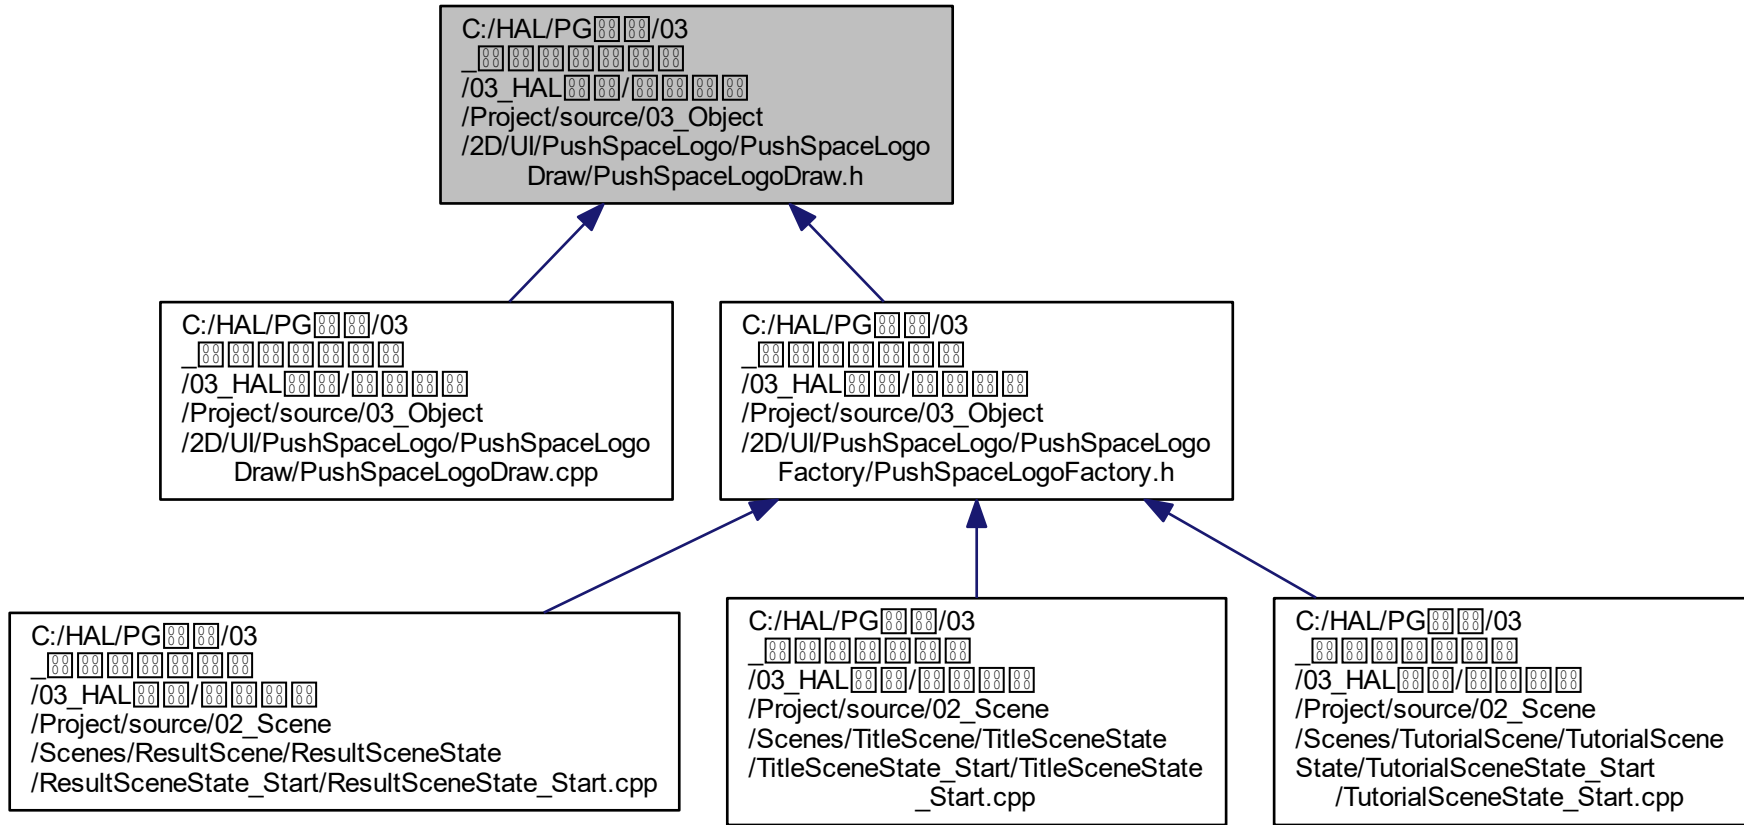 C:/HAL/PG/03
_
/03_HAL/
/Project/source/03_Object
/2D/UI/PushSpaceLogo/PushSpaceLogo
Draw/PushSpaceLogoDraw.h
C:/HAL/PG/03
_
/03_HAL/
/Project/source/03_Object
/2D/UI/PushSpaceLogo/PushSpaceLogo
Draw/PushSpaceLogoDraw.cpp
C:/HAL/PG/03
_
/03_HAL/
/Project/source/03_Object
/2D/UI/PushSpaceLogo/PushSpaceLogo
Factory/PushSpaceLogoFactory.h
C:/HAL/PG/03
_
/03_HAL/
/Project/source/02_Scene
/Scenes/ResultScene/ResultSceneState
/ResultSceneState_Start/ResultSceneState_Start.cpp
C:/HAL/PG/03
_
/03_HAL/
/Project/source/02_Scene
/Scenes/TitleScene/TitleSceneState
/TitleSceneState_Start/TitleSceneState
_Start.cpp
C:/HAL/PG/03
_
/03_HAL/
/Project/source/02_Scene
/Scenes/TutorialScene/TutorialScene
State/TutorialSceneState_Start
/TutorialSceneState_Start.cpp